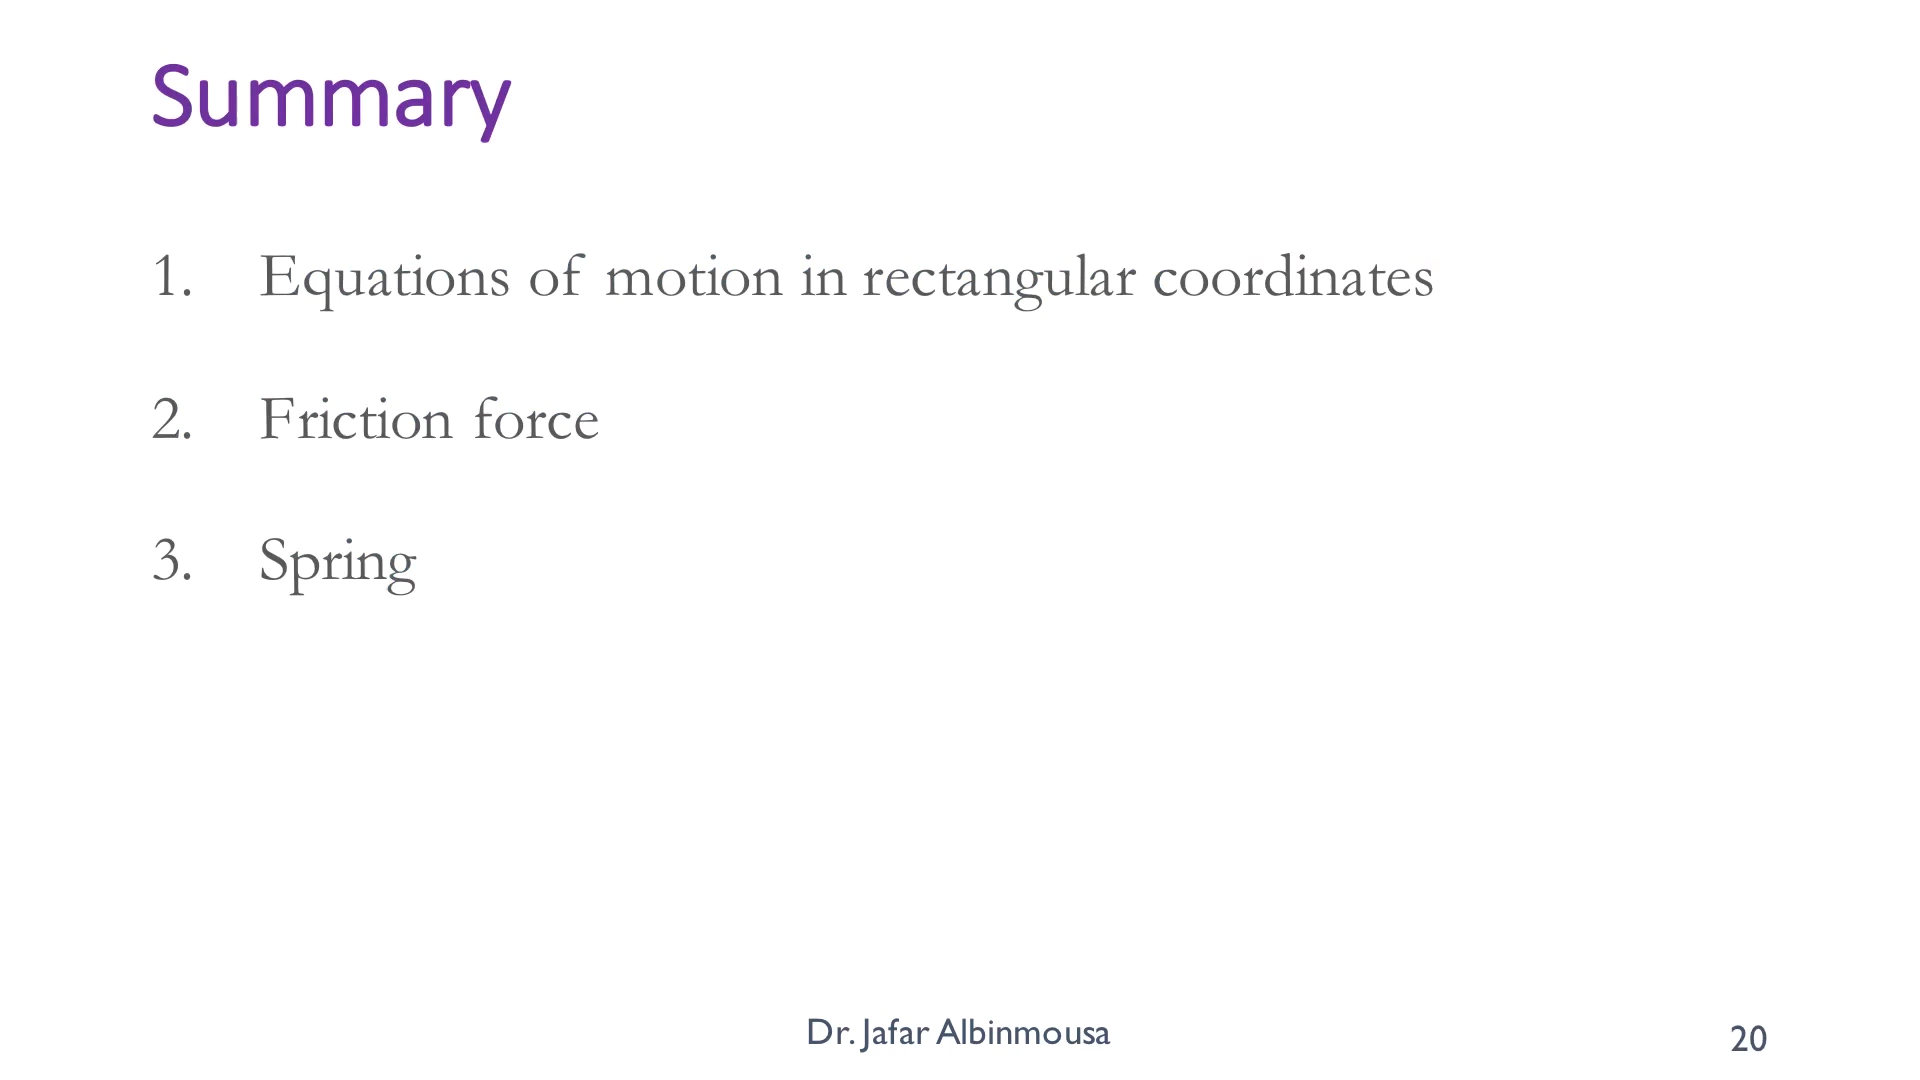 Summary
1. Equations of motion in rectangular coordinates
2. Friction force
3. Spring
Dr. Jafar Albinmousa
20